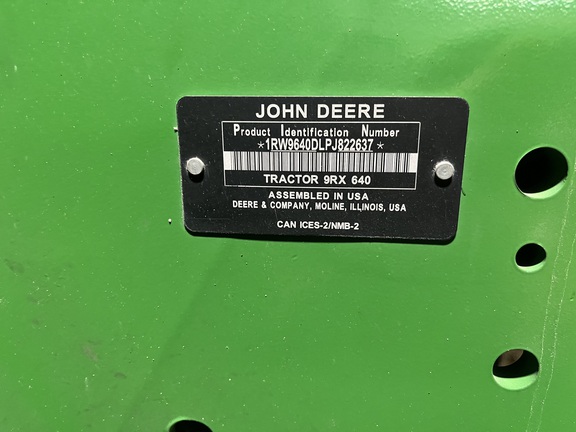 JOHN DEERE
Product Identification Number
*1RW9640DLPJ822637*
TRACTOR 9RX 640
ASSEMBLED IN USA
DEERE & COMPANY, MOLINE, ILLINOIS, USA
CAN ICES-2/NMB-2